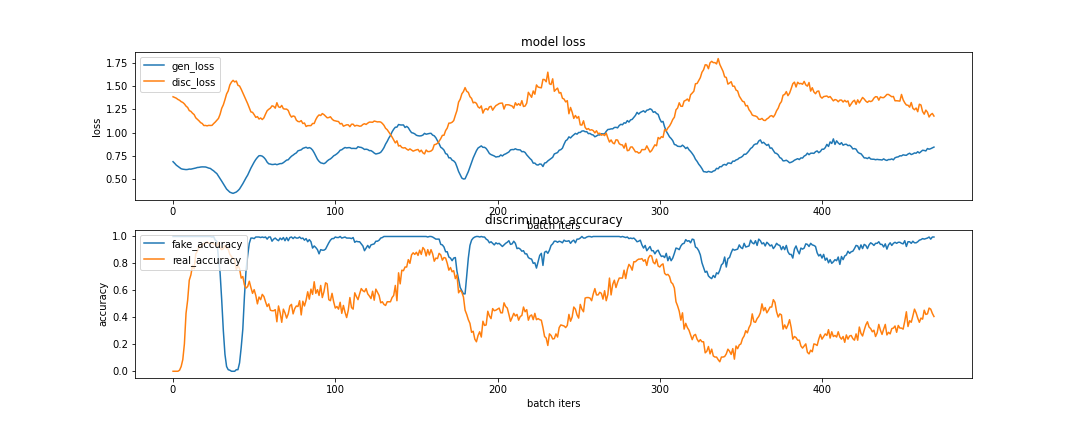 model loss
1.75
1.50
1.25
1.00
0.75
0.50
loss
gen_loss
disc_loss
0
100
200
300
400
batch iters
discriminator accuracy
1.0
0.8
0.6
0.4
0.2
0.0
accuracy
fake_accuracy
real_accuracy
0
100
200
300
400
batch iters